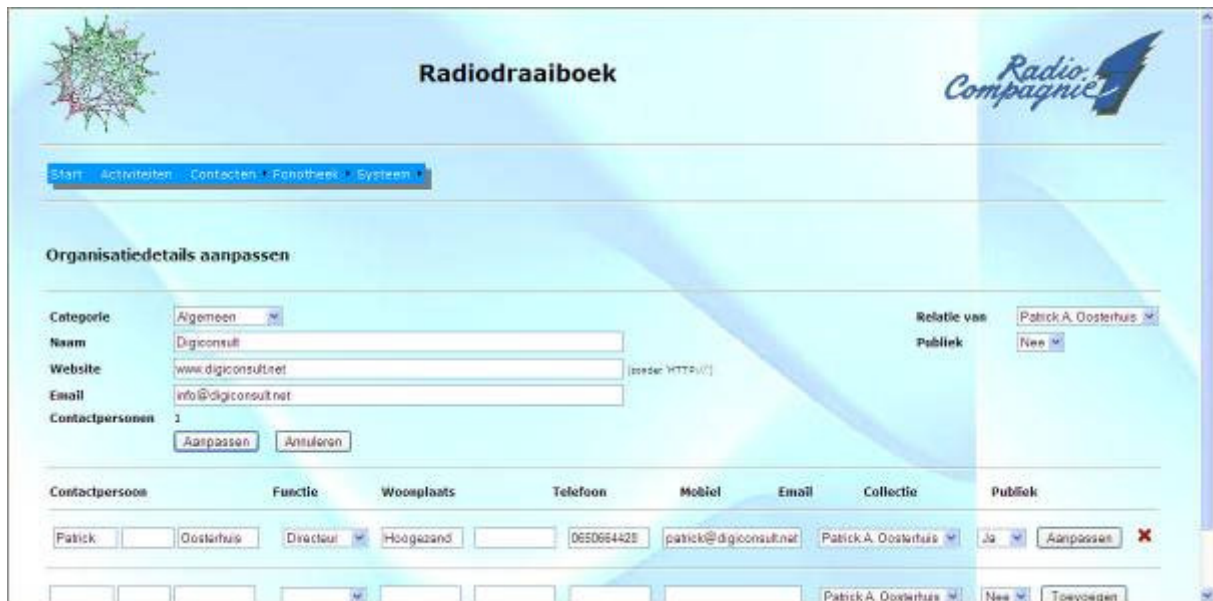 Radiodraaiboek
Radio
Compagnie
Start Activiteiten Contacten Fonotheek Systeem
Organisatiedetails aanpassen
Categorie Algemeen Relatie van Patrick A. Oosterhuis
Naam Digiconsult Publiek Nee
Website www.digiconsult.net (zonder 'HTTP://')
Email info@digiconsult.net
Contactpersonen 1
Aanpassen Annuleren
Contactpersoon Functie Woonplaats Telefoon Mobiel Email Collectie Publiek
Patrick Oosterhuis Directeur Hoogezand 0650664428 patrick@digiconsult.net Patrick A. Oosterhuis Ja Aanpassen
Patrick A. Oosterhuis Nee Toevoegen